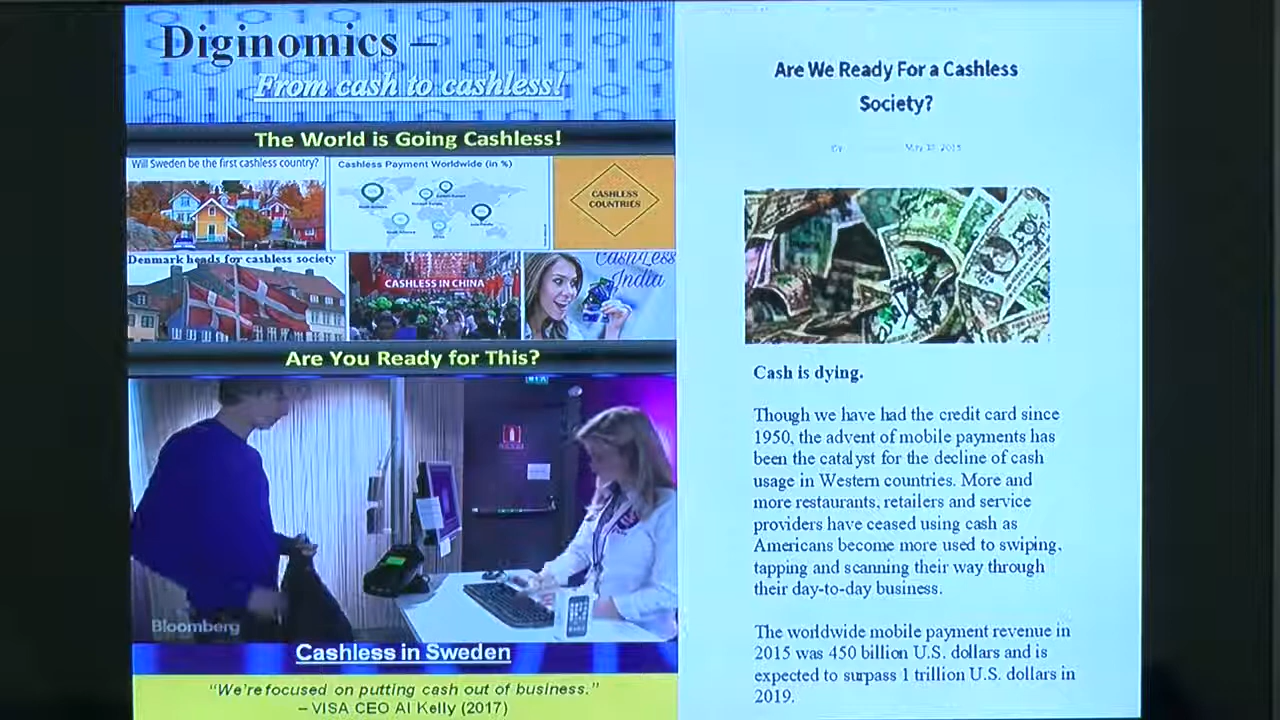 Diginomics –
From cash to cashless!
The World is Going Cashless!
Will Sweden be the first cashless country?
Cashless Payment Worldwide (in %)
CASHLESS
COUNTRIES
Denmark heads for cashless society
CASHLESS IN CHINA
CashLess
India
Are You Ready for This?
Bloomberg
Cashless in Sweden
“We’re focused on putting cash out of business.”
– VISA CEO Al Kelly (2017)
Are We Ready For a Cashless
Society?
Cash is dying.
Though we have had the credit card since
1950, the advent of mobile payments has
been the catalyst for the decline of cash
usage in Western countries. More and
more restaurants, retailers and service
providers have ceased using cash as
Americans become more used to swiping,
tapping and scanning their way through
their day-to-day business.
The worldwide mobile payment revenue in
2015 was 450 billion U.S. dollars and is
expected to surpass 1 trillion U.S. dollars in
2019.